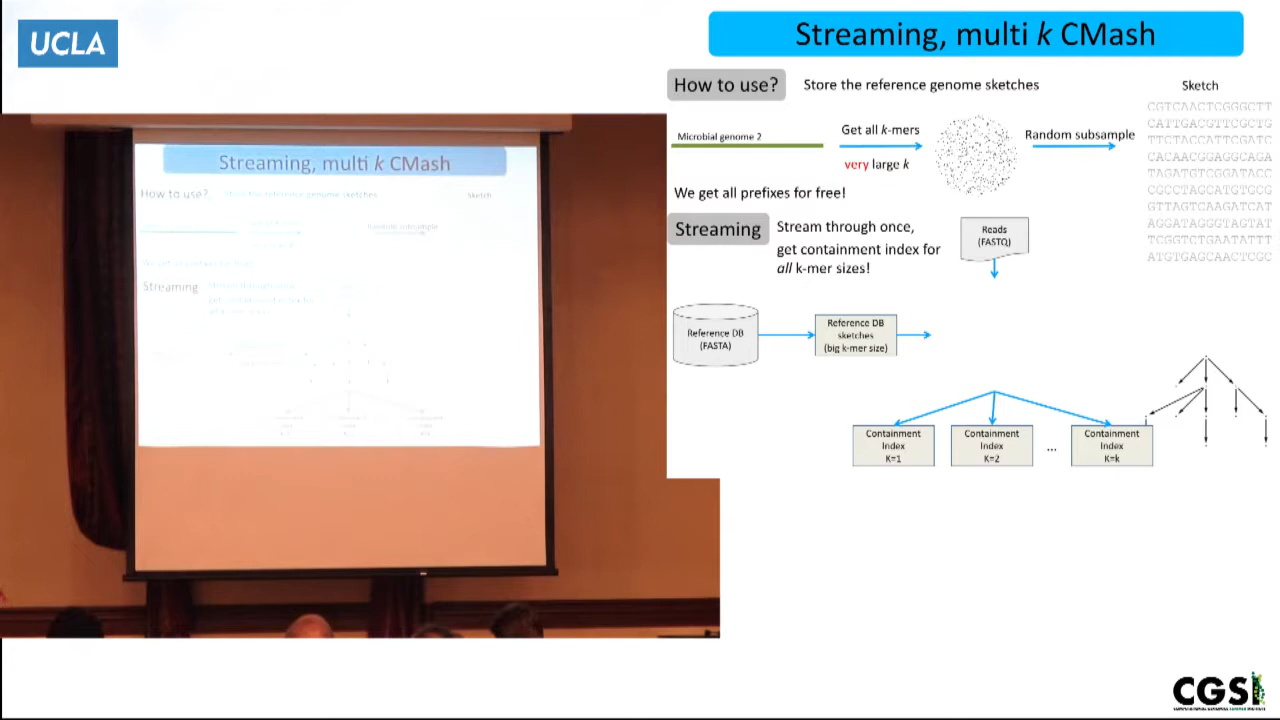 UCLA
Streaming, multi k CMash
How to use?
Store the reference genome sketches
Sketch
Microbial genome 2
Get all k-mers
very large k
Random subsample
CGTCAACTCGGGCTT
CATTGACGTTCGCTG
TTCTACCATTCGATC
CACAACGGAGGCAGA
TAGATGTCGGATACC
CGCCTAGCATGTGCG
GTTAGTCAAGATCAT
AGGATAGGGTAGTAT
TCGGTCTGAATATTT
ATGTGAGCAACTCGC
We get all prefixes for free!
Streaming
Stream through once,
get containment index for
all k-mer sizes!
Reads
(FASTQ)
Reference DB
(FASTA)
Reference DB
sketches
(big k-mer size)
Containment
Index
K=1
Containment
Index
K=2
...
Containment
Index
K=k
Streaming, multi k CMash
How to use?
Store the reference genome sketches
Sketch
Random subsample
We get all prefixes for free!
Streaming
CGSI